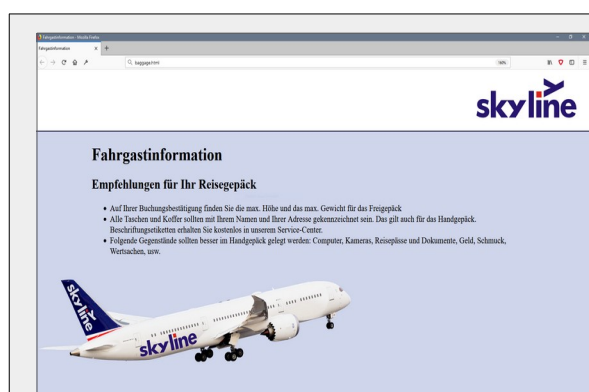 Fahrgastinformation - Mozilla Firefox
Fahrgastinformation
baggage.html
skyline
Fahrgastinformation
Empfehlungen für Ihr Reisegepäck
Auf Ihrer Buchungsbestätigung finden Sie die max. Höhe und das max. Gewicht für das Freigepäck
Alle Taschen und Koffer sollten mit Ihrem Namen und Ihrer Adresse gekennzeichnet sein. Das gilt auch für das Handgepäck.
Beschriftungsetiketten erhalten Sie kostenlos in unserem Service-Center.
Folgende Gegenstände sollten besser im Handgepäck gelegt werden: Computer, Kameras, Reisepässe und Dokumente, Geld, Schmuck,
Wertsachen, usw.
skyline
skyline